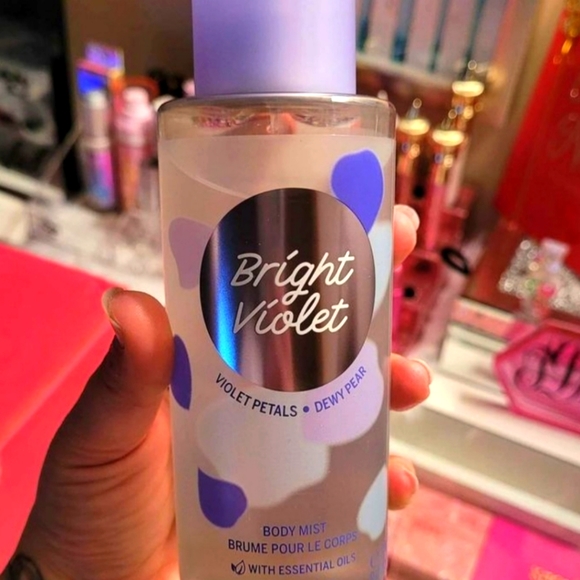 Bright
Violet
VIOLET PETALS • DEWY PEAR
BODY MIST
BRUME POUR LE CORPS
WITH ESSENTIAL OILS